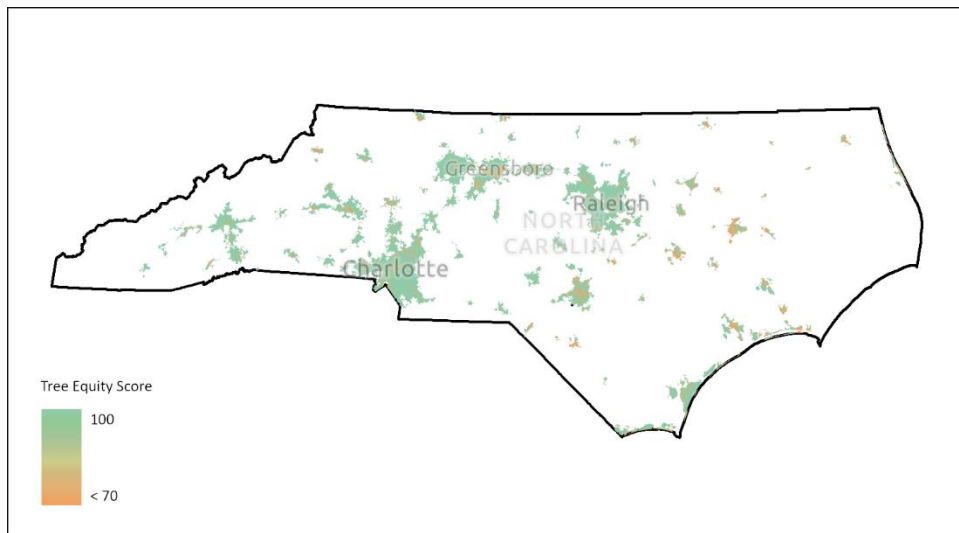 Greensboro
Raleigh
NORTH
CAROLINA
Charlotte
Tree Equity Score
100
< 70